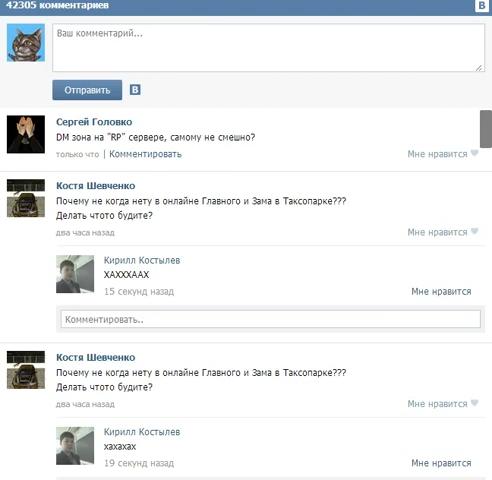 42305 комментариев
B
Ваш комментарий...
Отправить B
Сергей Головко
DM зона на "RP" сервере, самому не смешно?
только что | Комментировать Мне нравится
Костя Шевченко
Почему не когда нету в онлайне Главного и Зама в Таксопарке???
Делать чтото будите?
два часа назад Мне нравится
Кирилл Костылев
ХАХХХААХ
15 секунд назад Мне нравится
Комментировать..
Костя Шевченко
Почему не когда нету в онлайне Главного и Зама в Таксопарке???
Делать чтото будите?
два часа назад Мне нравится
Кирилл Костылев
хахахах
19 секунд назад Мне нравится